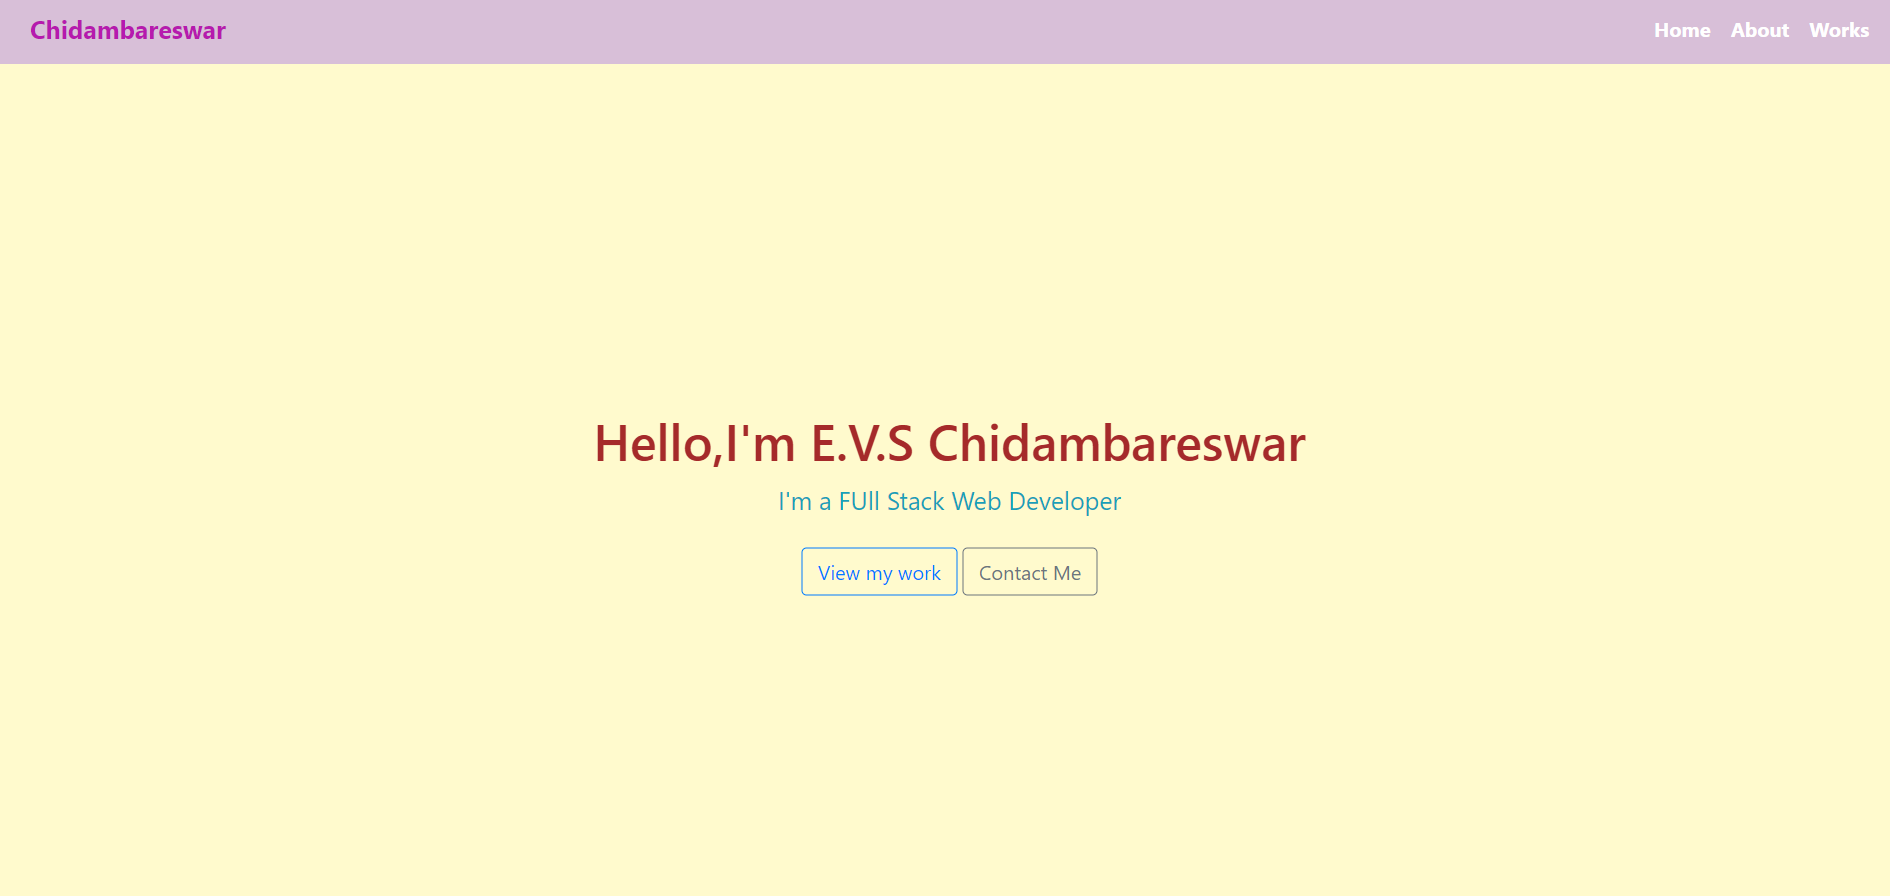 Chidambareswar Home About Works
Hello,I'm E.V.S Chidambareswar
I'm a FUll Stack Web Developer
View my work Contact Me